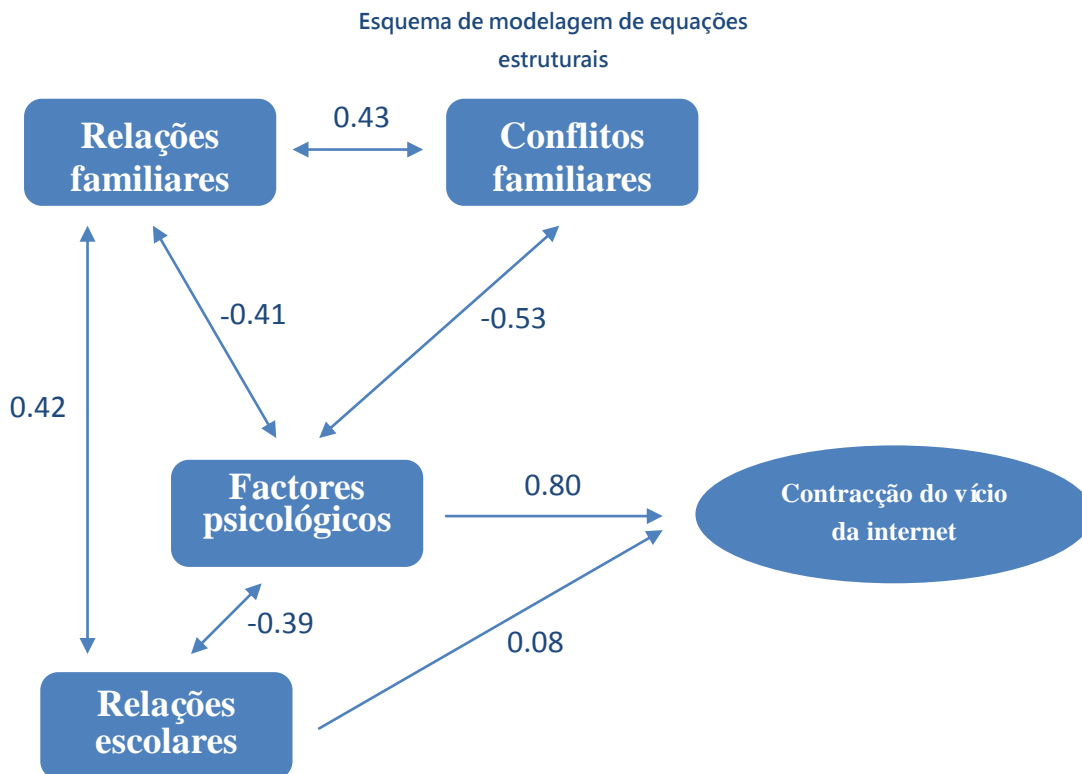 Esquema de modelagem de equações
estruturais
Relações
familiares
0.43
Conflitos
familiares
-0.41
-0.53
0.42
Factores
psicológicos
0.80
Contracção do vício
da internet
-0.39
0.08
Relações
escolares